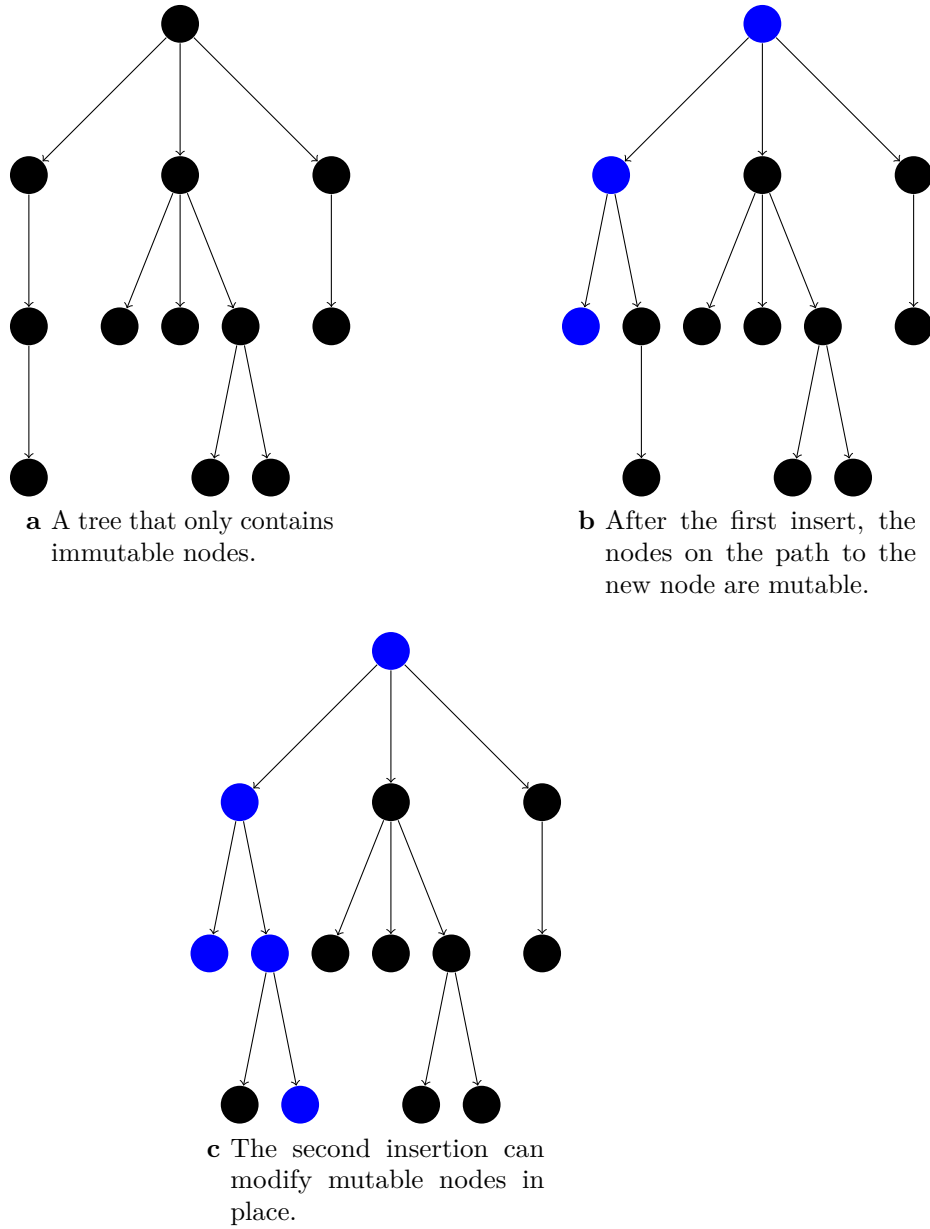 a A tree that only contains
immutable nodes.
b After the first insert, the
nodes on the path to the
new node are mutable.
c The second insertion can
modify mutable nodes in
place.